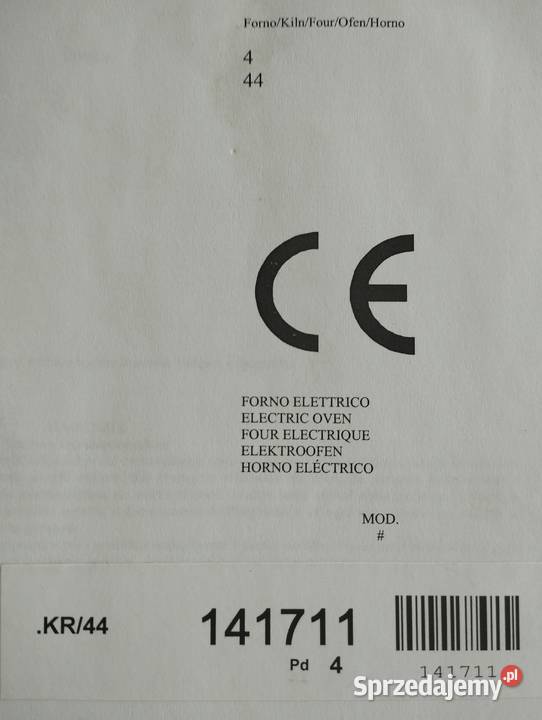 Forno/Kiln/Four/Ofen/Horno
4
44
CE
FORNO ELETTRICO
ELECTRIC OVEN
FOUR ELECTRIQUE
ELEKTROOFEN
HORNO ELÉCTRICO
MOD.
#
.KR/44
141711
Pd 4
141711
Sprzedajemy.pl